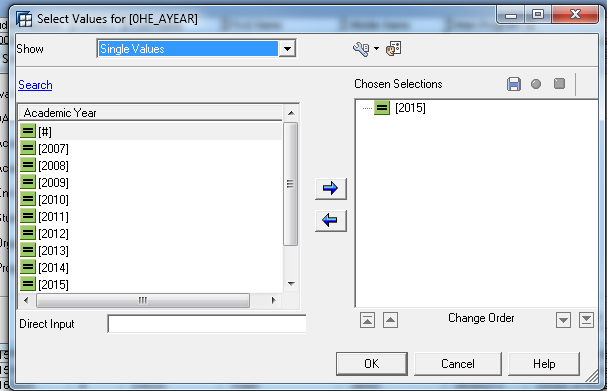 Select Values for [0HE_AYEAR]
Show
Single Values
Search
Chosen Selections
Academic Year
[#]
[2007]
[2008]
[2009]
[2010]
[2011]
[2012]
[2013]
[2014]
[2015]
[2015]
Direct Input
Change Order
OK
Cancel
Help